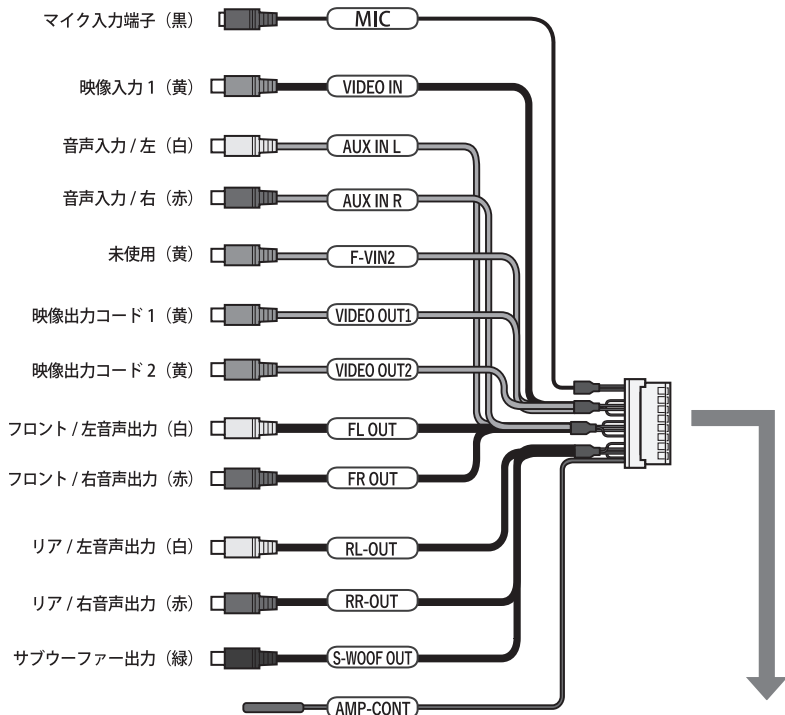 マイク入力端子（黒） MIC
映像入力 1（黄） VIDEO IN
音声入力 / 左（白） AUX IN L
音声入力 / 右（赤） AUX IN R
未使用（黄） F-VIN2
映像出力コード 1（黄） VIDEO OUT1
映像出力コード 2（黄） VIDEO OUT2
フロント / 左音声出力（白） FL OUT
フロント / 右音声出力（赤） FR OUT
リア / 左音声出力（白） RL-OUT
リア / 右音声出力（赤） RR-OUT
サブウーファー出力（緑） S-WOOF OUT
AMP-CONT